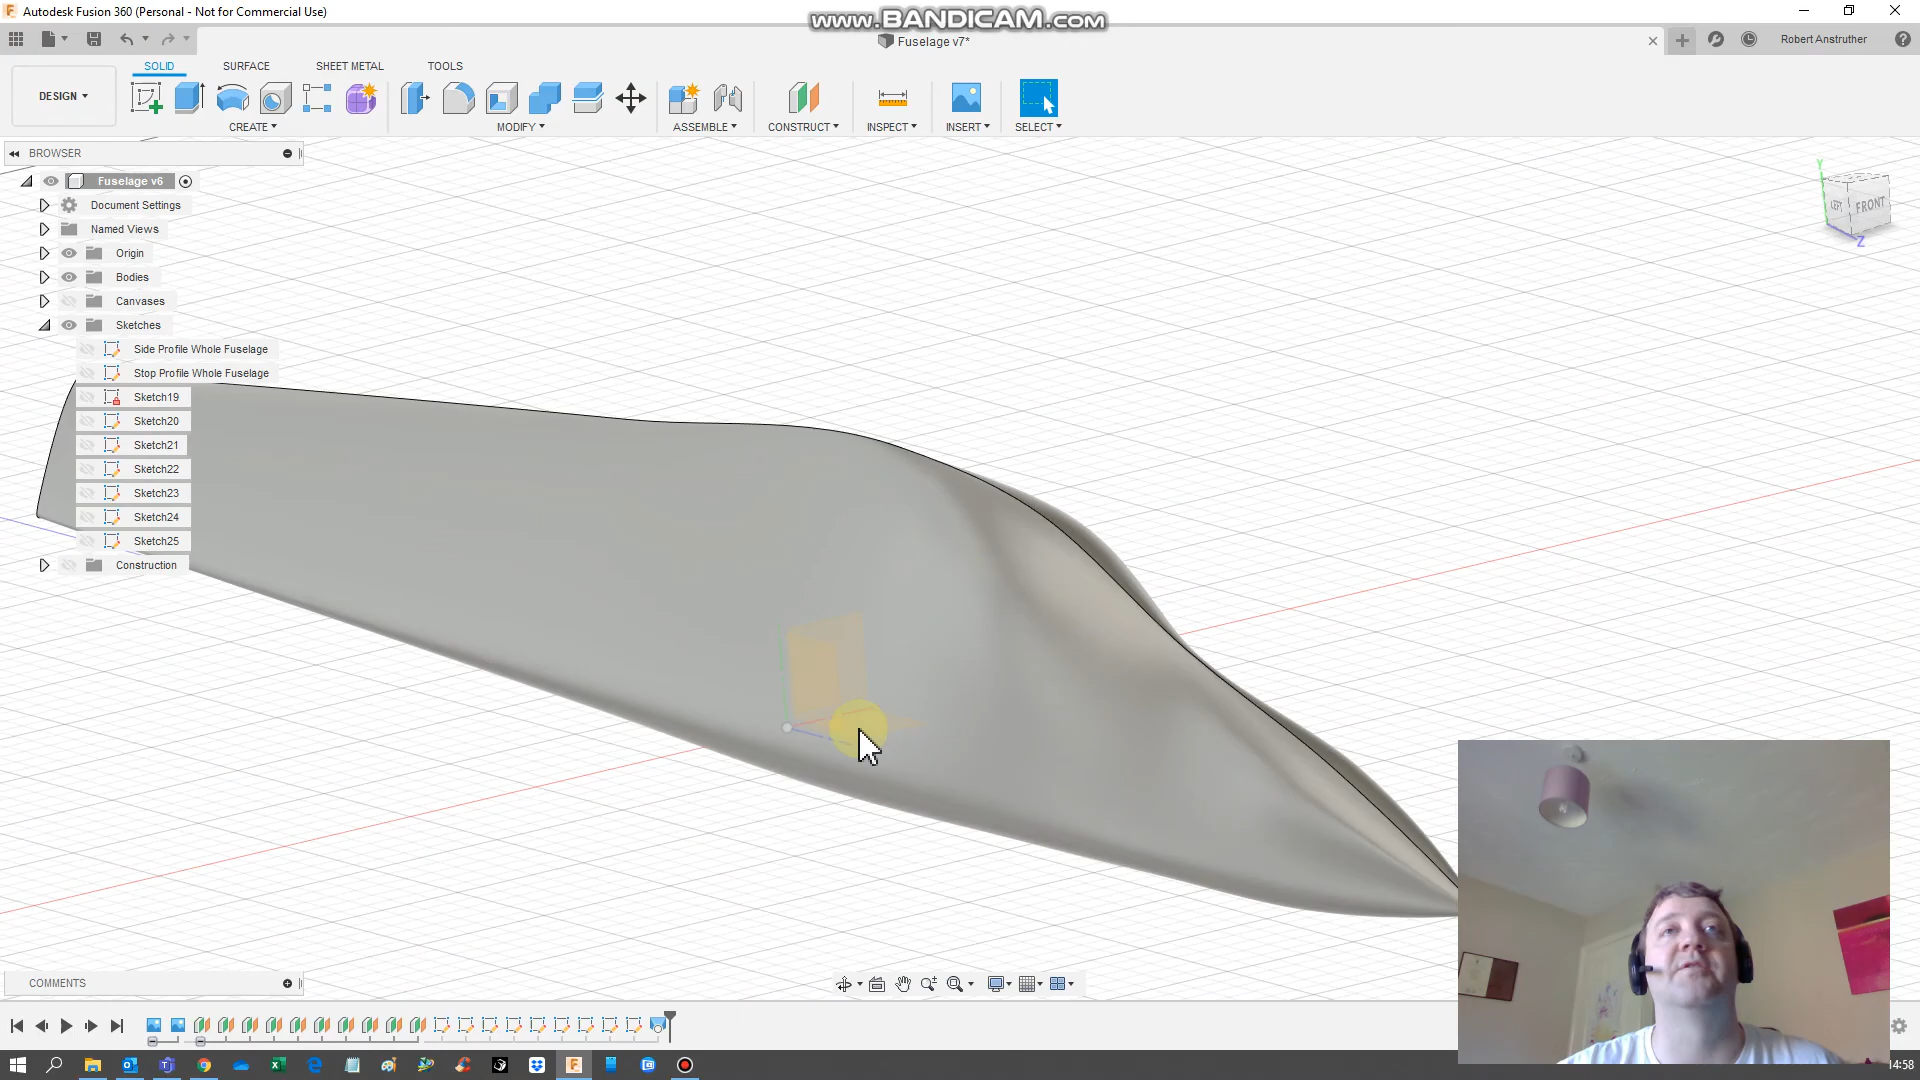 Autodesk Fusion 360 (Personal - Not for Commercial Use)
www.BANDICAM.com
Fuselage v7*
Robert Anstruther
SOLID
SURFACE
SHEET METAL
TOOLS
DESIGN
CREATE
MODIFY
ASSEMBLE
CONSTRUCT
INSPECT
INSERT
SELECT
BROWSER
Fuselage v6
Document Settings
Named Views
Origin
Bodies
Canvases
Sketches
Side Profile Whole Fuselage
Stop Profile Whole Fuselage
Sketch19
Sketch20
Sketch21
Sketch22
Sketch23
Sketch24
Sketch25
Construction
Y
LEFT
FRONT
Z
COMMENTS
14:58